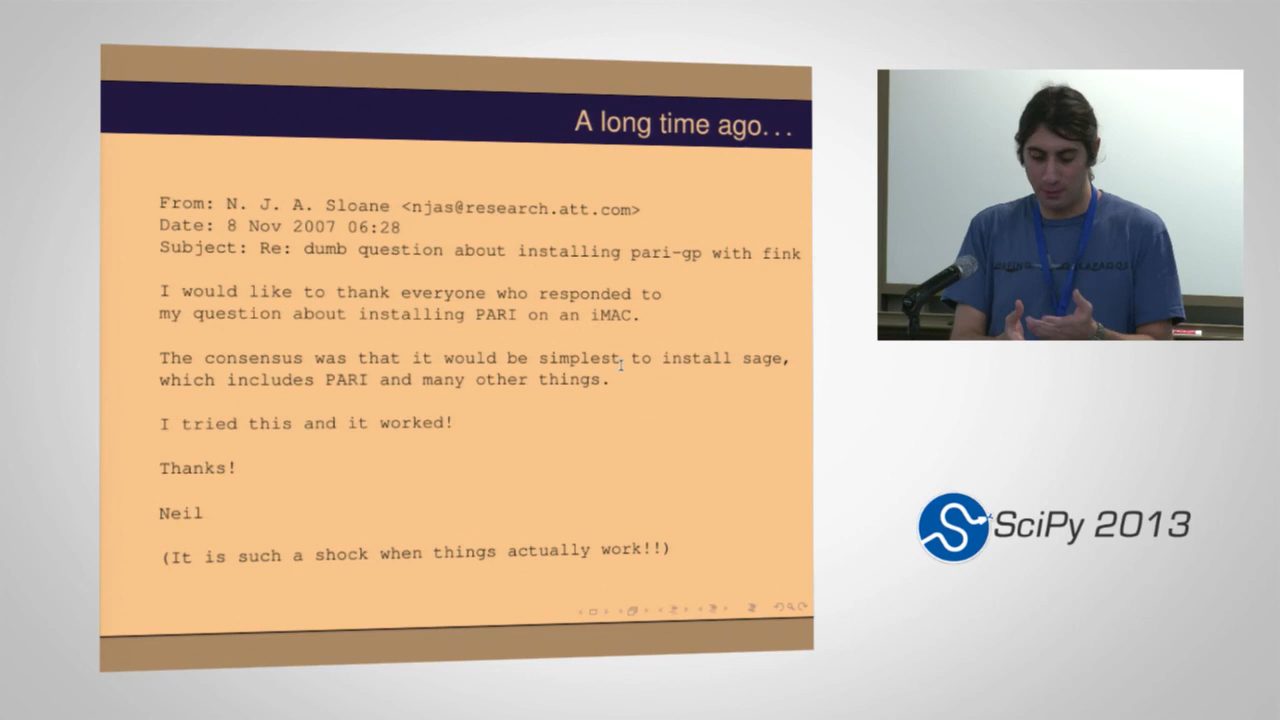 A long time ago...
From: N. J. A. Sloane <njas@research.att.com>
Date: 8 Nov 2007 06:28
Subject: Re: dumb question about installing pari-gp with fink
I would like to thank everyone who responded to
my question about installing PARI on an iMAC.
The consensus was that it would be simplest to install sage,
which includes PARI and many other things.
I tried this and it worked!
Thanks!
Neil
(It is such a shock when things actually work!!)
SciPy 2013